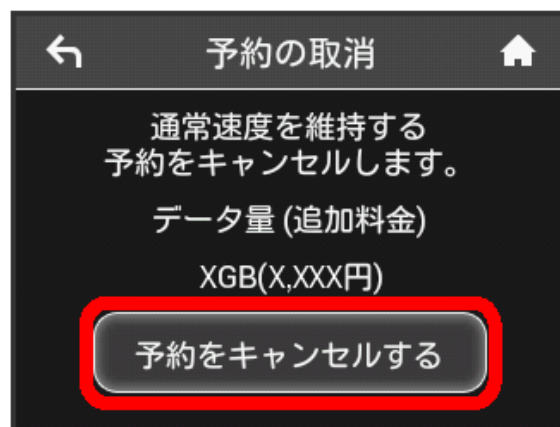 予約の取消
通常速度を維持する
予約をキャンセルします。
データ量 (追加料金)
XGB(X,XXX円)
予約をキャンセルする